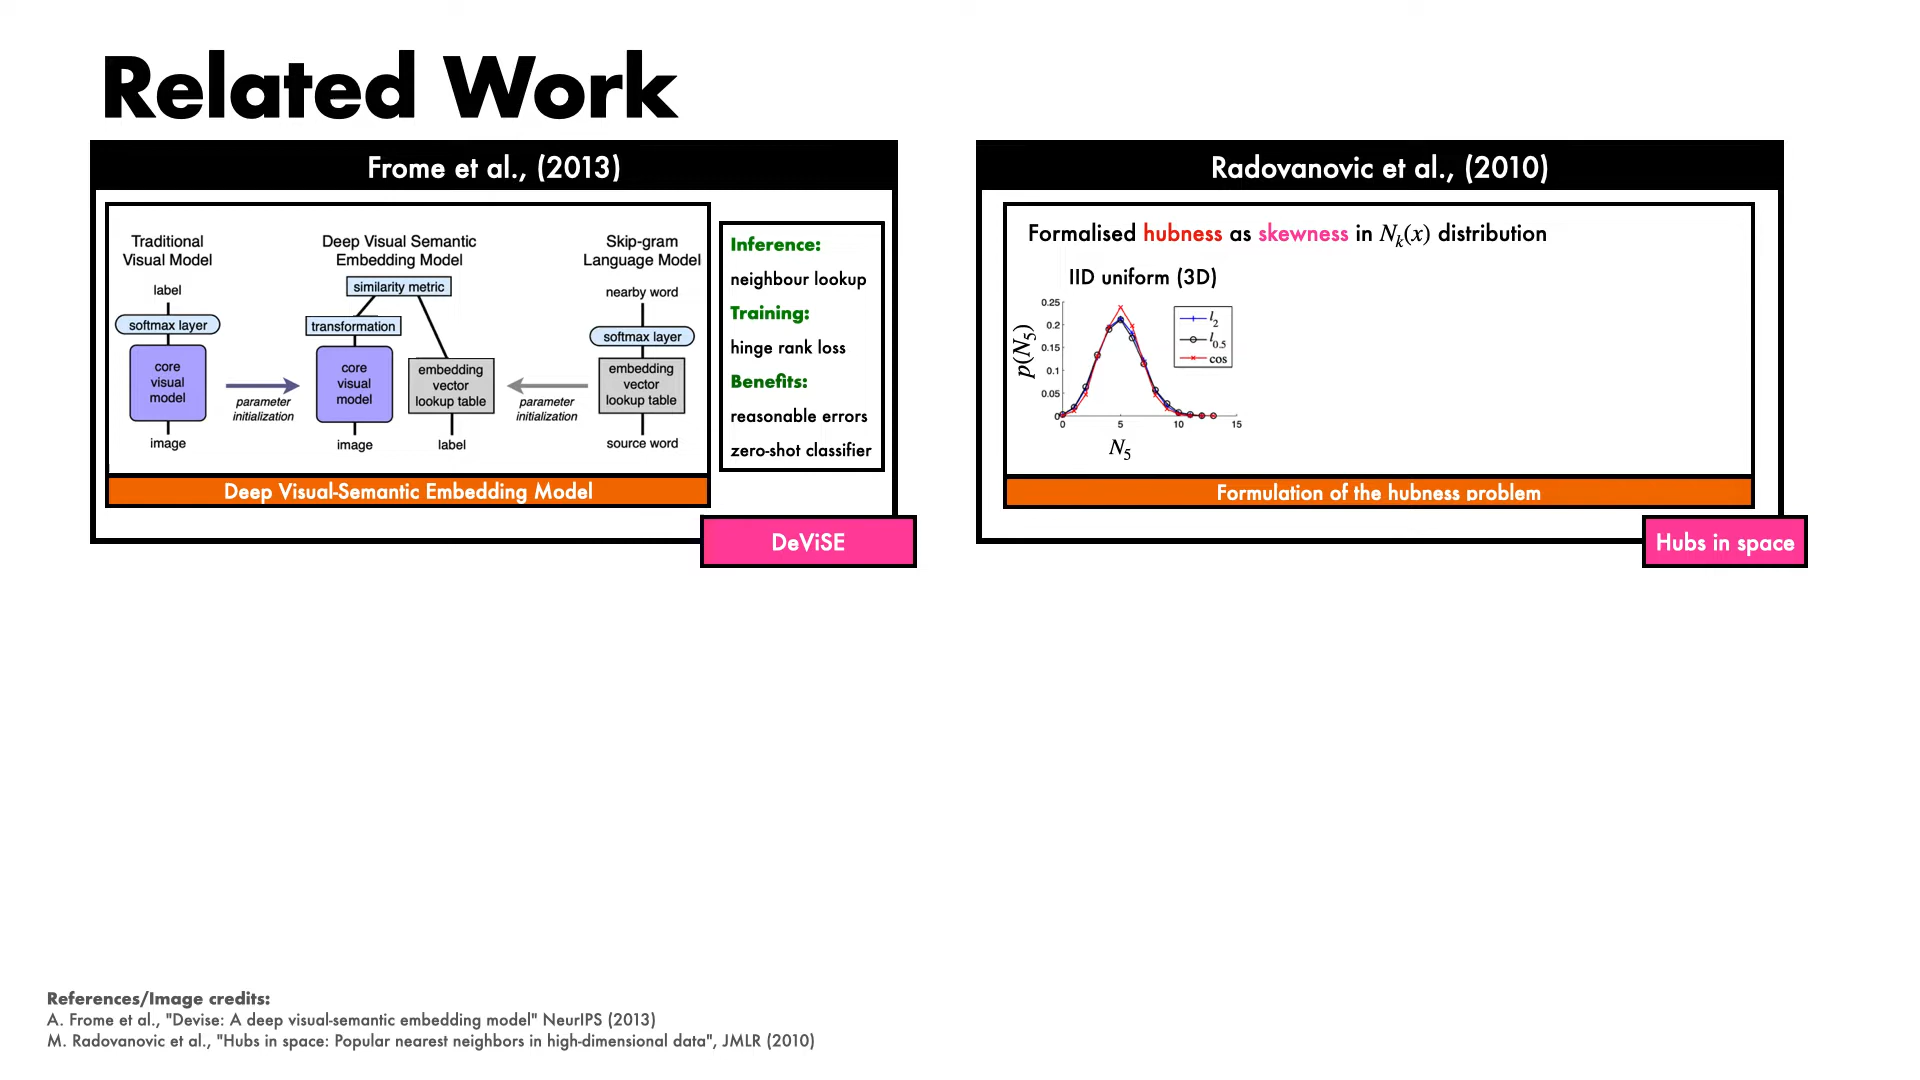 Related Work
Frome et al., (2013)
Traditional
Visual Model
label
softmax layer
core
visual
model
image
parameter
initialization
Deep Visual Semantic
Embedding Model
similarity metric
transformation
core
visual
model
image
embedding
vector
lookup table
label
parameter
initialization
Skip-gram
Language Model
nearby word
softmax layer
embedding
vector
lookup table
source word
Deep Visual-Semantic Embedding Model
Inference:
neighbour lookup
Training:
hinge rank loss
Benefits:
reasonable errors
zero-shot classifier
DeViSE
Radovanovic et al., (2010)
Formalised hubness as skewness in N_k(x) distribution
IID uniform (3D)
p(N_5)
0.25
0.2
0.15
0.1
0.05
0
0 5 10 15
N_5
l_2
l_0.5
cos
Formulation of the hubness problem
Hubs in space
References/Image credits:
A. Frome et al., "Devise: A deep visual-semantic embedding model" NeurIPS (2013)
M. Radovanovic et al., "Hubs in space: Popular nearest neighbors in high-dimensional data", JMLR (2010)